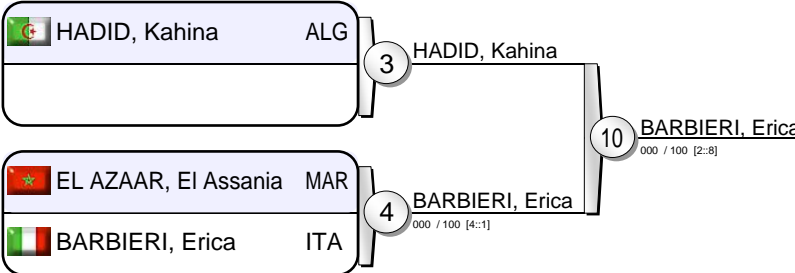 HADID, Kahina ALG
3
HADID, Kahina
10
BARBIERI, Erica
000 / 100 [2::8]
EL AZAAR, El Assania MAR
4
BARBIERI, Erica
000 / 100 [4::1]
BARBIERI, Erica ITA